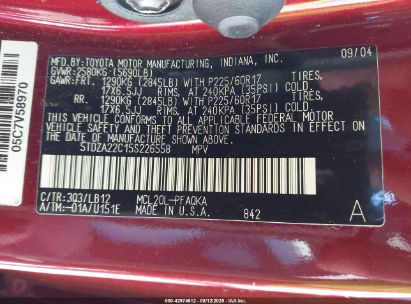 MFD. BY: TOYOTA MOTOR MANUFACTURING, INDIANA, INC. 09/04
GVWR: 2580KG (5690LB)
GAWR:FRT. 1290KG (2845LB) WITH P225/60R17 TIRES,
17X6.5JJ RIMS, AT 240KPA (35PSI) COLD
RR. 1290KG (2845LB) WITH P225/60R17 TIRES,
17X6.5JJ RIMS, AT 240KPA (35PSI) COLD
THIS VEHICLE CONFORMS TO ALL APPLICABLE FEDERAL MOTOR
VEHICLE SAFETY AND THEFT PREVENTION STANDARDS IN
EFFECT ON THE DATE OF MANUFACTURE SHOWN ABOVE.
5TDZA22C15S226558 MPV
C/TR: 3Q3/LB12 MCL20L-PFAQKA
A/TM:-01A/U151E MADE IN U.S.A. 842 A
05C7Y58970